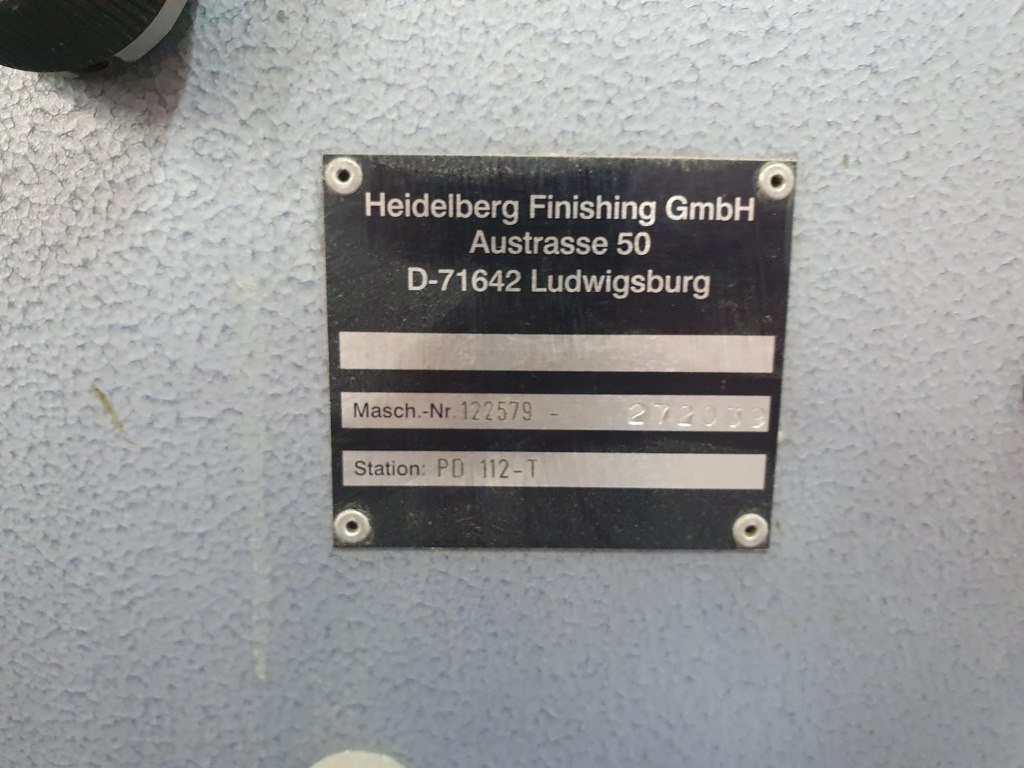 Heidelberg Finishing GmbH
Austrasse 50
D-71642 Ludwigsburg
Masch.-Nr. 122579 - 272039
Station: PD 112-T